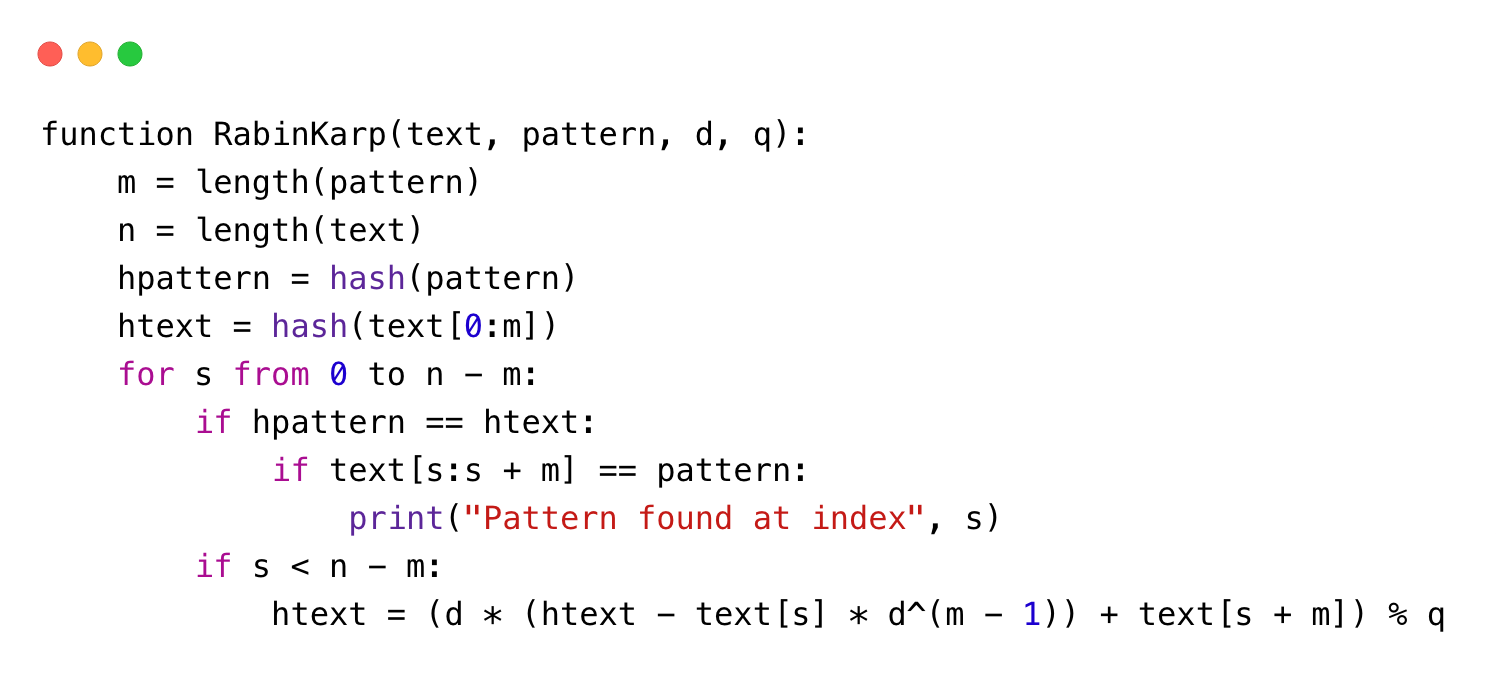 function RabinKarp(text, pattern, d, q):
    m = length(pattern)
    n = length(text)
    hpattern = hash(pattern)
    htext = hash(text[0:m])
    for s from 0 to n − m:
        if hpattern == htext:
            if text[s:s + m] == pattern:
                print("Pattern found at index", s)
        if s < n − m:
            htext = (d * (htext − text[s] * d^(m − 1)) + text[s + m]) % q